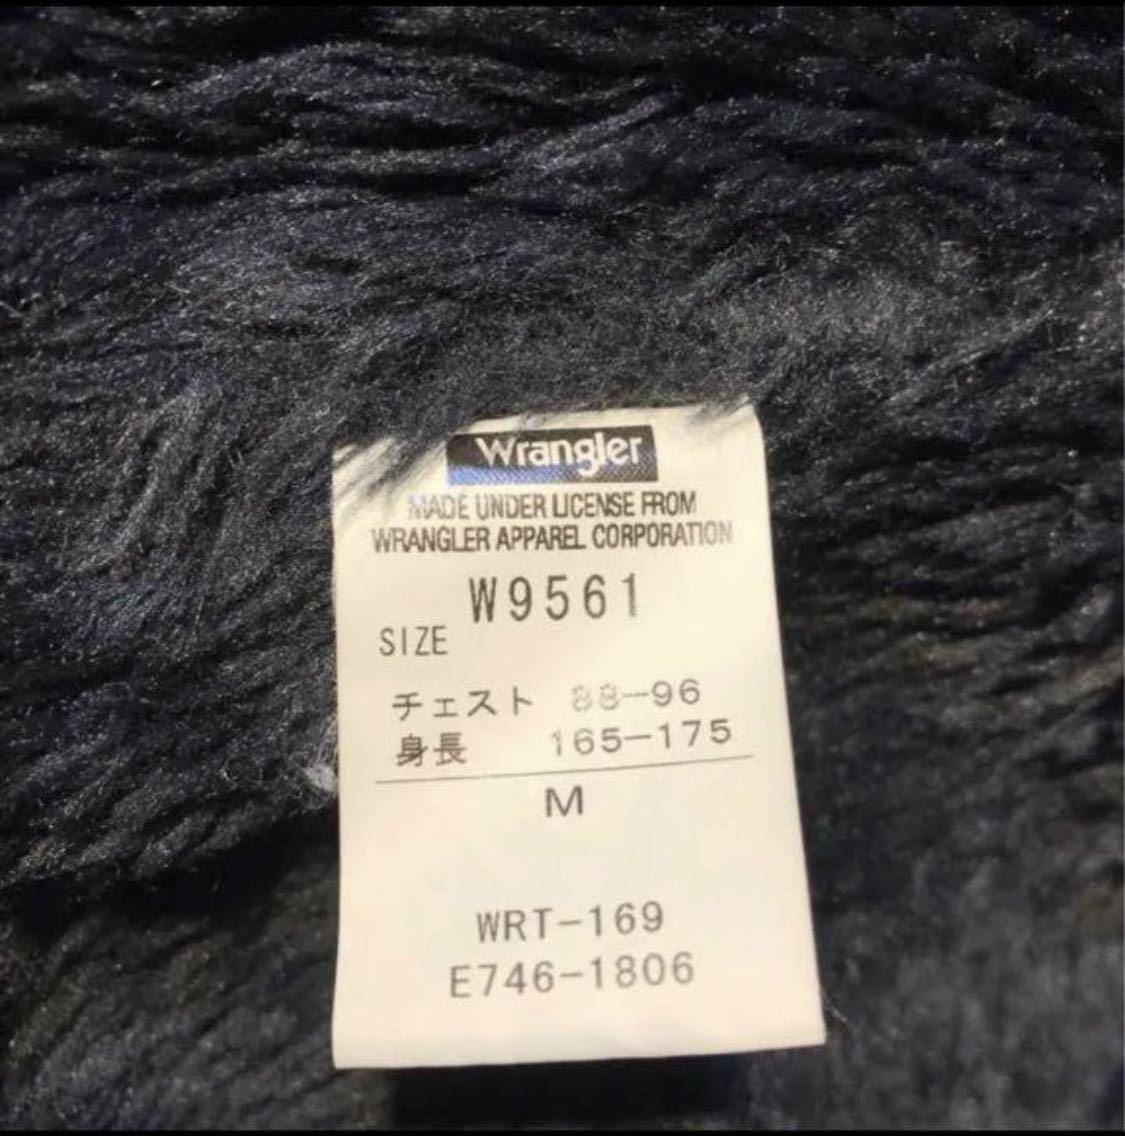 Wrangler
MADE UNDER LICENSE FROM
WRANGLER APPAREL CORPORATION
W9561
SIZE
チェスト 88-96
身長 165-175
M
WRT-169
E746-1806